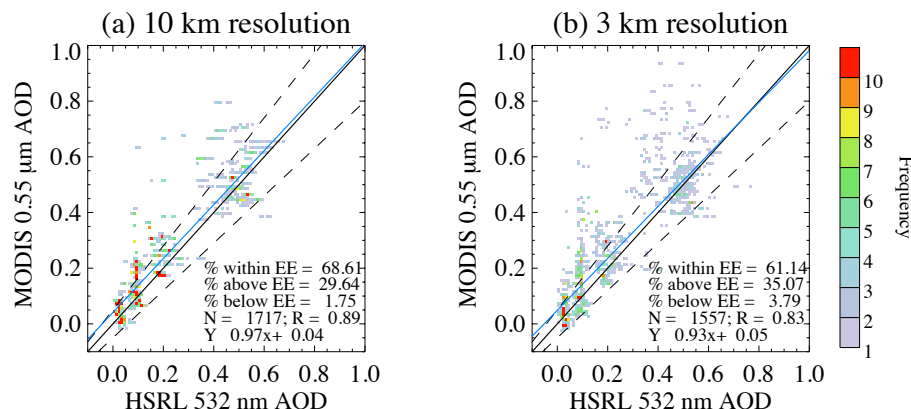 (a) 10 km resolution
(b) 3 km resolution
MODIS 0.55 µm AOD
1.0
0.8
0.6
0.4
0.2
0.0
% within EE = 68.61
% above EE = 29.64
% below EE = 1.75
N = 1717; R = 0.89
Y 0.97x+ 0.04
0.0 0.2 0.4 0.6 0.8 1.0
HSRL 532 nm AOD
MODIS 0.55 µm AOD
1.0
0.8
0.6
0.4
0.2
0.0
% within EE = 61.14
% above EE = 35.07
% below EE = 3.79
N = 1557; R = 0.83
Y 0.93x+ 0.05
0.0 0.2 0.4 0.6 0.8 1.0
HSRL 532 nm AOD
10
9
8
7
6
5
4
3
2
1
Frequency